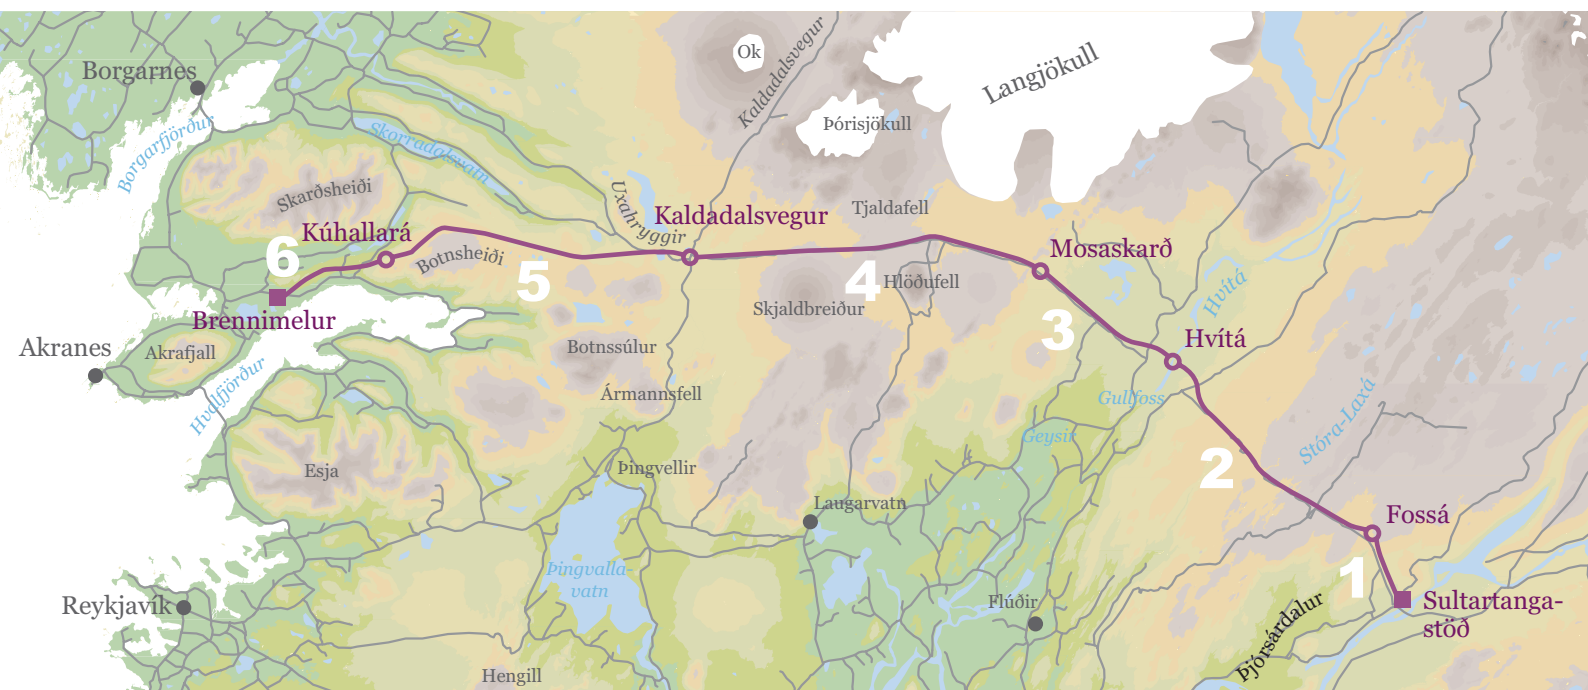 Ok
Kaldadalsvegur
Langjökull
Borgarnes
Þórisjökull
Borgarfjörður
Skorradalsvatn
Skarðsheiði
Uxahryggir
Kaldadalsvegur
Tjaldafell
Kúhallará
Mosaskarð
6
Botnsheiði
5
4
Hlöðufell
Hvítá
Brennimelur
Skjaldbreiður
3
Hvítá
Akranes
Akrafjall
Botnssúlur
Hvalfjörður
Ármannsfell
Gullfoss
Stóra-Laxá
Geysir
2
Esja
Þingvellir
Laugarvatn
Fossá
Þingvalla-
vatn
1
Reykjavík
Flúðir
Sultartanga-
stöð
Þjórsárdalur
Hengill